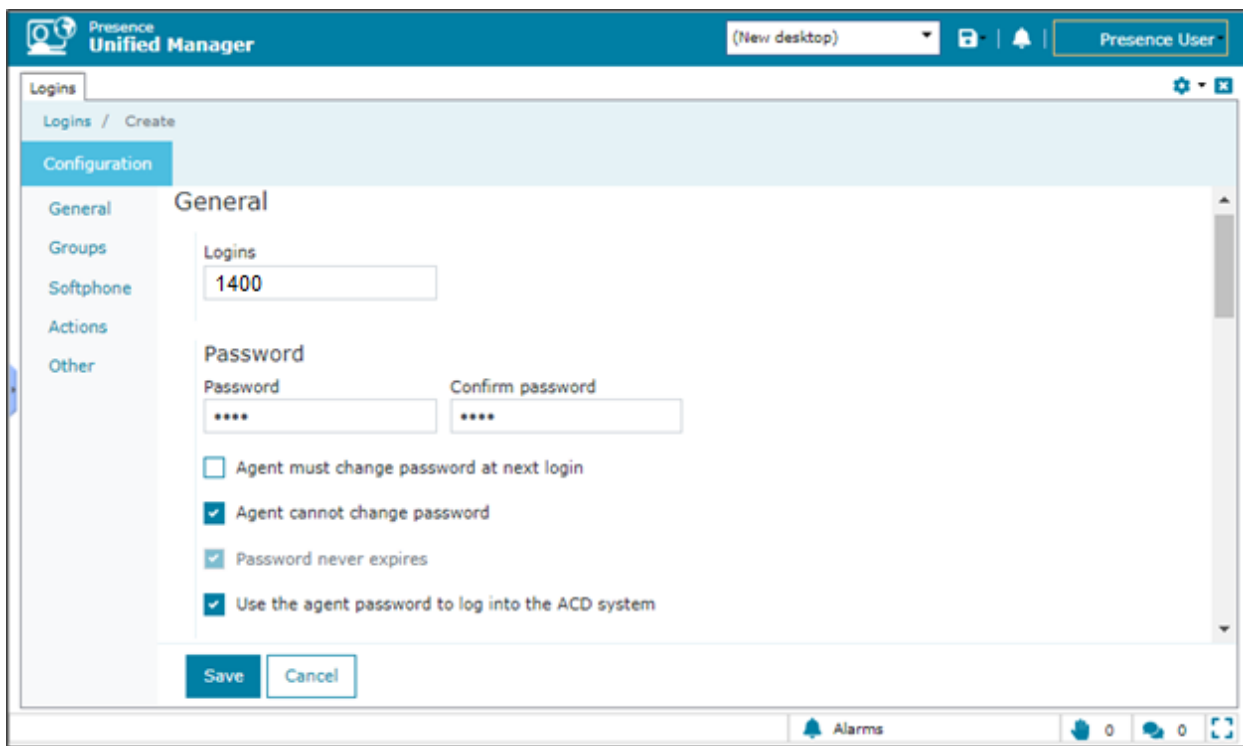 Presence
Unified Manager
(New desktop)
Presence User
Logins
Logins / Create
Configuration
General
Groups
Softphone
Actions
Other
General
Logins
1400
Password
Password Confirm password
•••• ••••
Agent must change password at next login
Agent cannot change password
Password never expires
Use the agent password to log into the ACD system
Save Cancel
Alarms 0 0